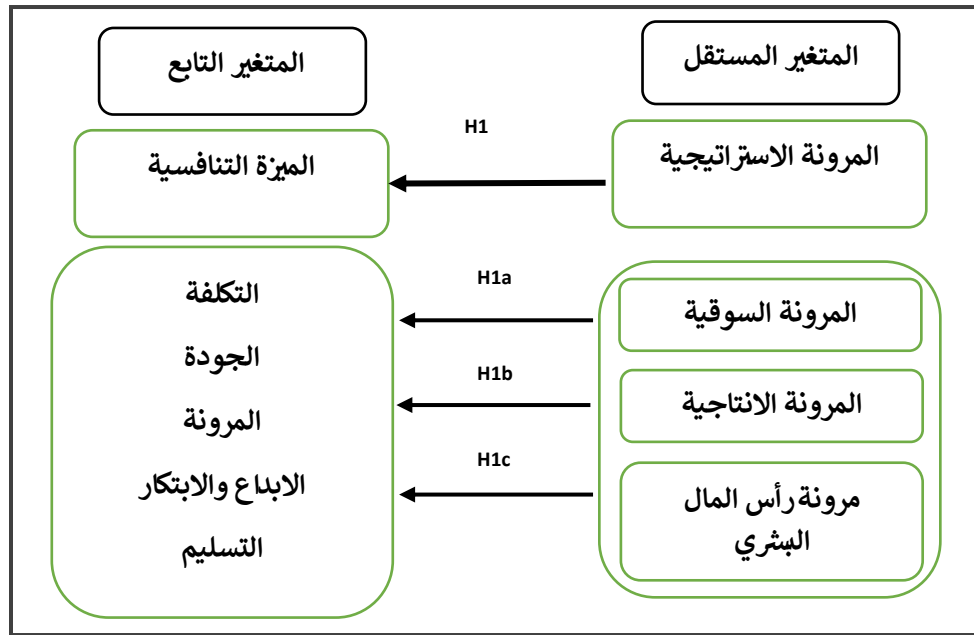 المتغير المستقل
المتغير التابع
H1
المرونة الاستراتيجية
الميزة التنافسية
H1a
المرونة السوقية
H1b
المرونة الانتاجية
H1c
مرونة رأس المال
البشري
التكلفة
الجودة
المرونة
الابداع والابتكار
التسليم